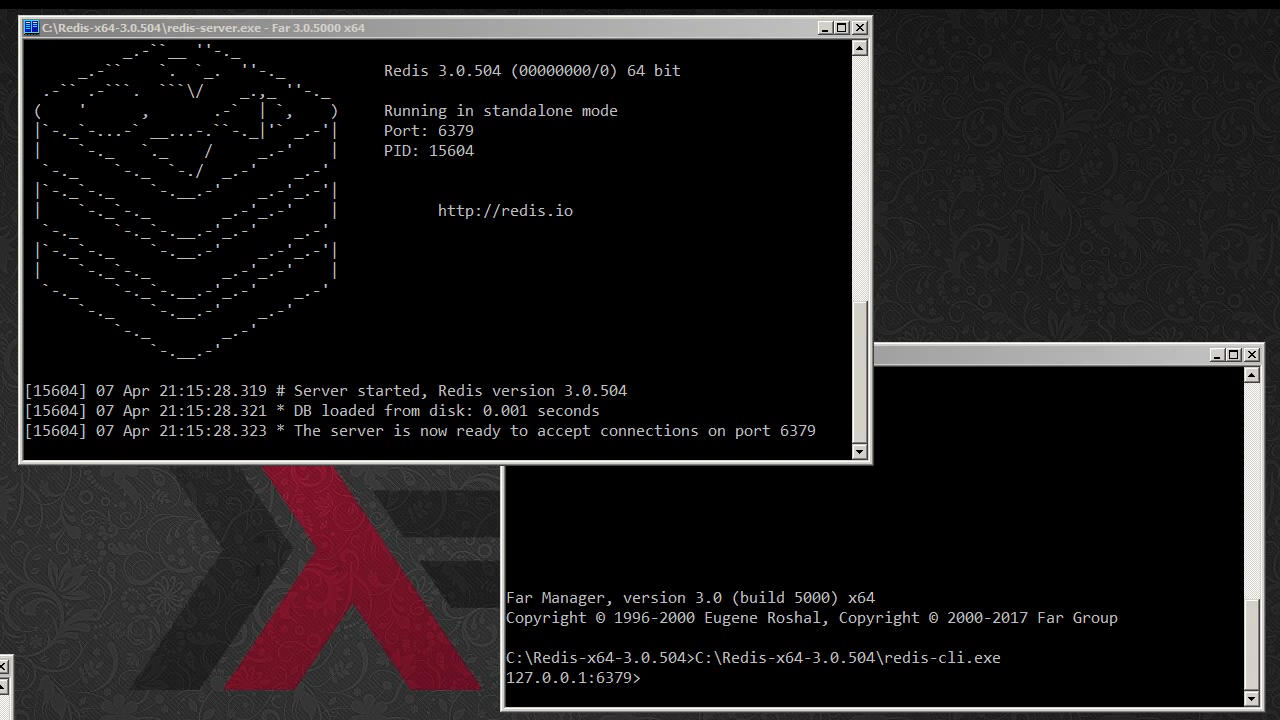 C:\Redis-x64-3.0.504\redis-server.exe - Far 3.0.5000 x64
Redis 3.0.504 (00000000/0) 64 bit
Running in standalone mode
Port: 6379
PID: 15604
http://redis.io
[15604] 07 Apr 21:15:28.319 # Server started, Redis version 3.0.504
[15604] 07 Apr 21:15:28.321 * DB loaded from disk: 0.001 seconds
[15604] 07 Apr 21:15:28.323 * The server is now ready to accept connections on port 6379
Far Manager, version 3.0 (build 5000) x64
Copyright © 1996-2000 Eugene Roshal, Copyright © 2000-2017 Far Group
C:\Redis-x64-3.0.504>C:\Redis-x64-3.0.504\redis-cli.exe
127.0.0.1:6379>